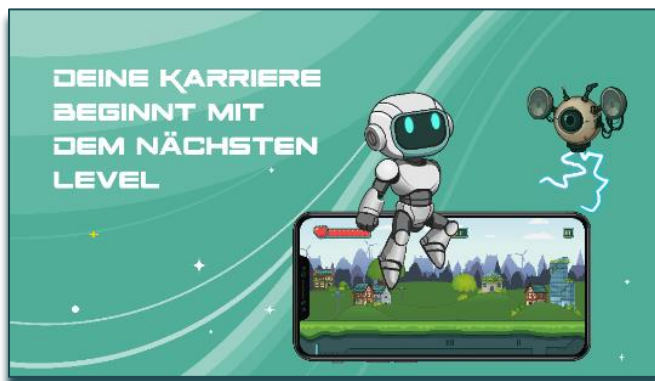 DEINE KARRIERE
BEGINNT MIT
DEM NÄCHSTEN
LEVEL